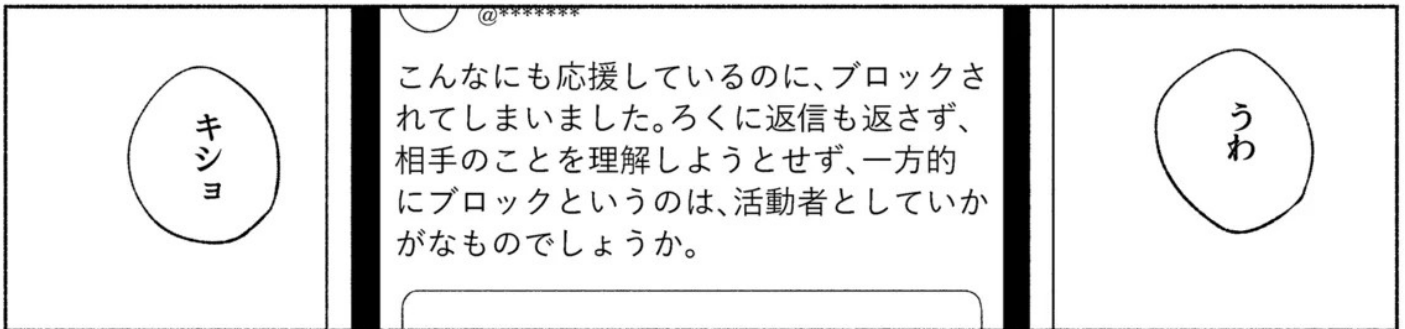 うわ
@*******
こんなにも応援しているのに、ブロックさ
れてしまいました。ろくに返信も返さず、
相手のことを理解しようとせず、一方的
にブロックというのは、活動者としていか
がなものでしょうか。
キショ